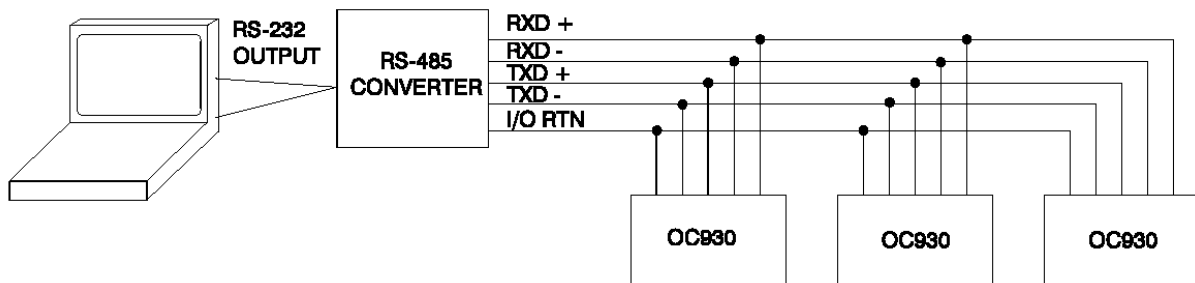 RS-232
OUTPUT
RS-485
CONVERTER
RXD +
RXD -
TXD +
TXD -
I/O RTN
OC930
OC930
OC930